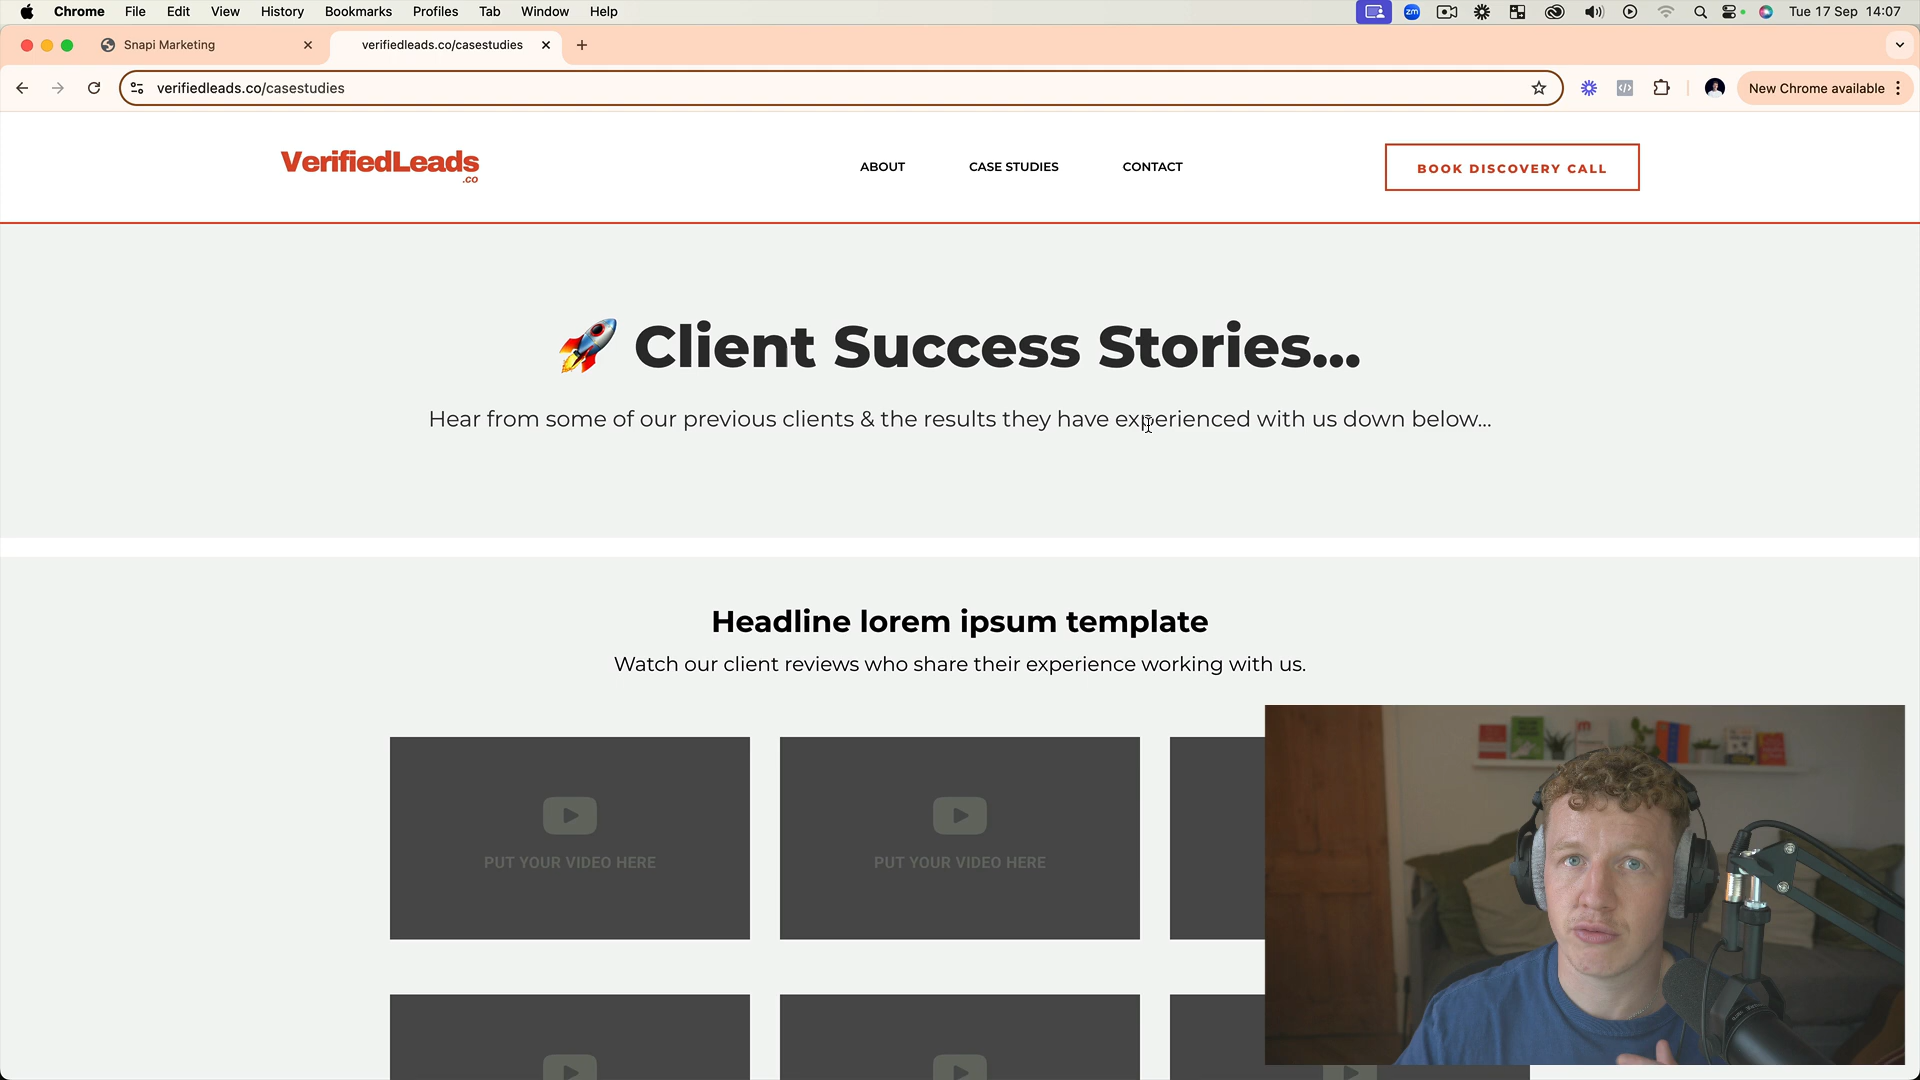 Chrome File Edit View History Bookmarks Profiles Tab Window Help
zm
Tue 17 Sep 14:07
Snapi Marketing
verifiedleads.co/casestudies
verifiedleads.co/casestudies
New Chrome available
VerifiedLeads
.co
ABOUT
CASE STUDIES
CONTACT
BOOK DISCOVERY CALL
🚀 Client Success Stories...
Hear from some of our previous clients & the results they have experienced with us down below...
Headline lorem ipsum template
Watch our client reviews who share their experience working with us.
PUT YOUR VIDEO HERE
PUT YOUR VIDEO HERE